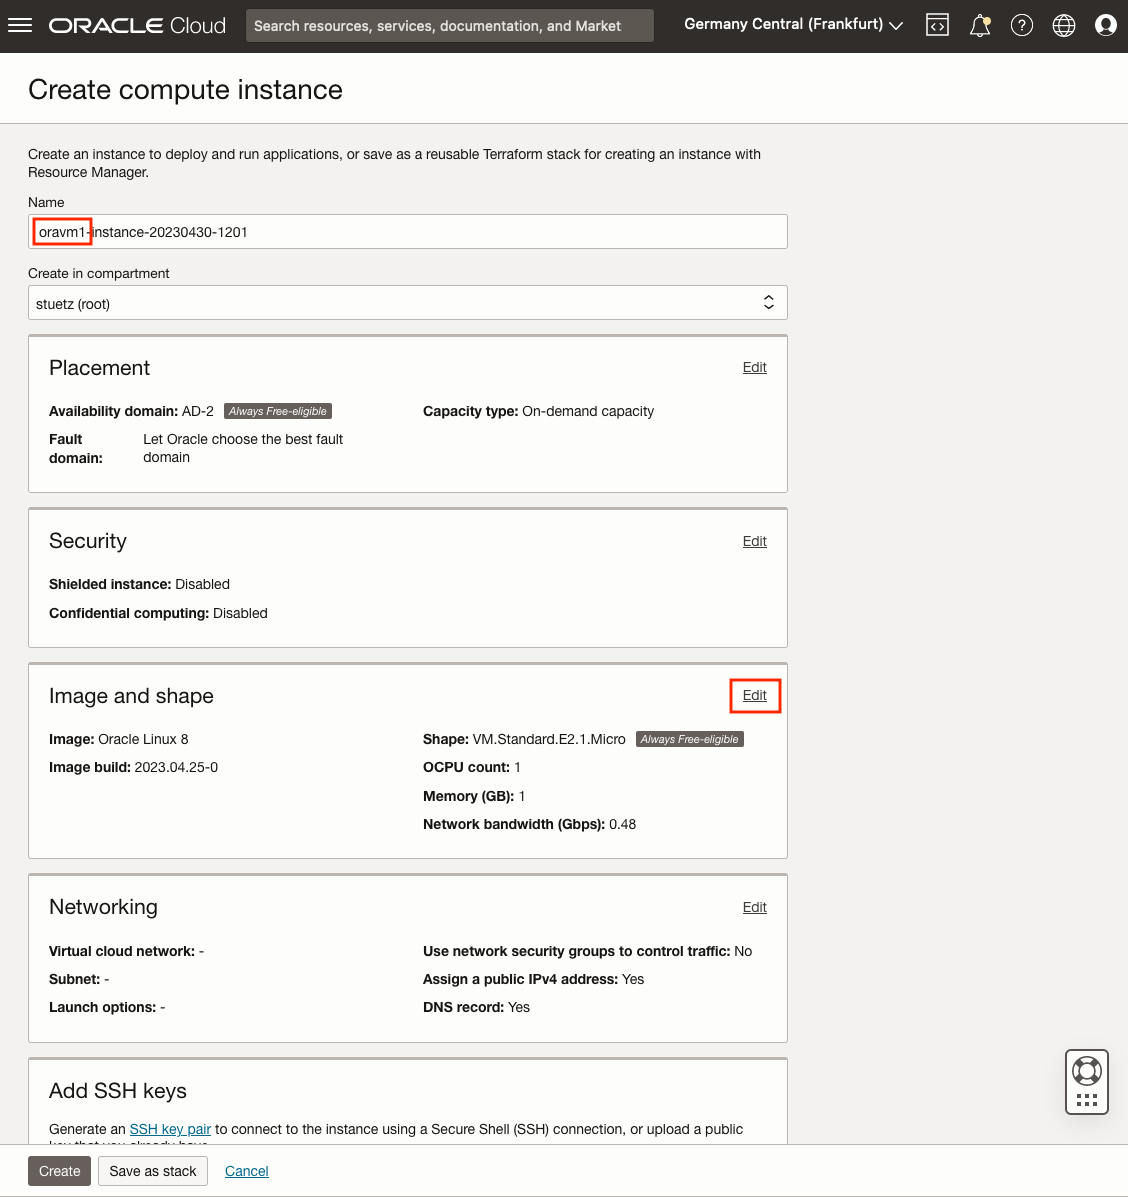 ORACLE Cloud
Search resources, services, documentation, and Market
Germany Central (Frankfurt)
Create compute instance
Create an instance to deploy and run applications, or save as a reusable Terraform stack for creating an instance with
Resource Manager.
Name
oravm1-instance-20230430-1201
Create in compartment
stuetz (root)
Placement
Edit
Availability domain: AD-2 Always Free-eligible
Capacity type: On-demand capacity
Fault domain: Let Oracle choose the best fault domain
Security
Edit
Shielded instance: Disabled
Confidential computing: Disabled
Image and shape
Edit
Image: Oracle Linux 8
Image build: 2023.04.25-0
Shape: VM.Standard.E2.1.Micro Always Free-eligible
OCPU count: 1
Memory (GB): 1
Network bandwidth (Gbps): 0.48
Networking
Edit
Virtual cloud network: -
Subnet: -
Launch options: -
Use network security groups to control traffic: No
Assign a public IPv4 address: Yes
DNS record: Yes
Add SSH keys
Generate an SSH key pair to connect to the instance using a Secure Shell (SSH) connection, or upload a public
key that you already have.
Create
Save as stack
Cancel